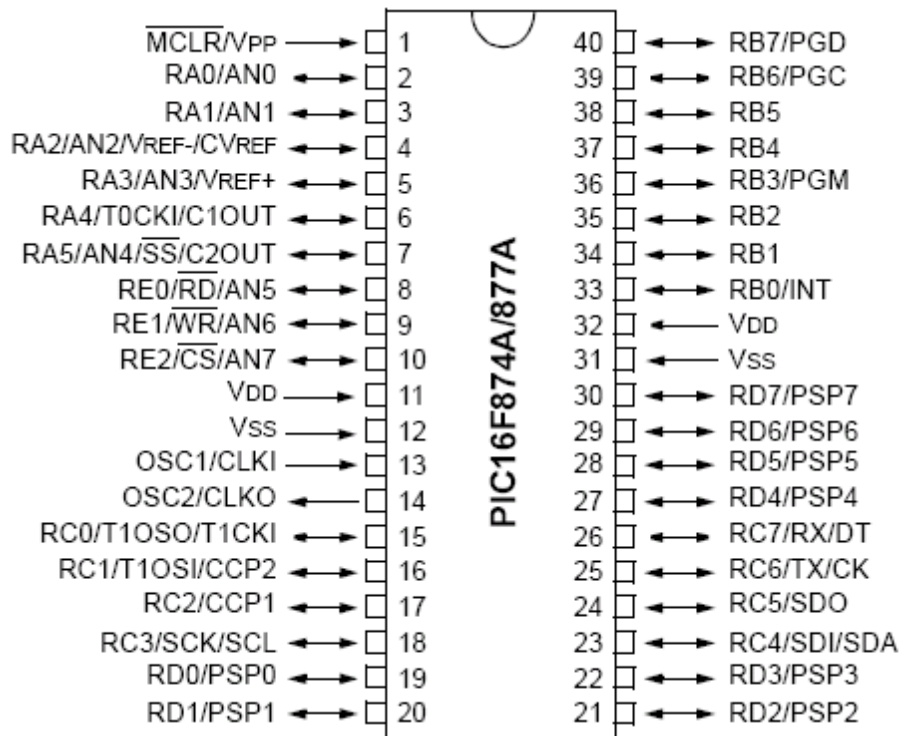 MCLR/VPP 1 40 RB7/PGD
RA0/AN0 2 39 RB6/PGC
RA1/AN1 3 38 RB5
RA2/AN2/VREF-/CVREF 4 37 RB4
RA3/AN3/VREF+ 5 36 RB3/PGM
RA4/T0CKI/C1OUT 6 35 RB2
RA5/AN4/SS/C2OUT 7 34 RB1
RE0/RD/AN5 8 33 RB0/INT
RE1/WR/AN6 9 32 VDD
RE2/CS/AN7 10 31 VSS
VDD 11 30 RD7/PSP7
VSS 12 29 RD6/PSP6
OSC1/CLKI 13 28 RD5/PSP5
OSC2/CLKO 14 27 RD4/PSP4
RC0/T1OSO/T1CKI 15 26 RC7/RX/DT
RC1/T1OSI/CCP2 16 25 RC6/TX/CK
RC2/CCP1 17 24 RC5/SDO
RC3/SCK/SCL 18 23 RC4/SDI/SDA
RD0/PSP0 19 22 RD3/PSP3
RD1/PSP1 20 21 RD2/PSP2
PIC16F874A/877A